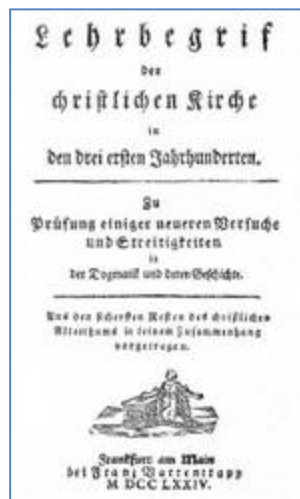 Lehrbegrif
der
christlichen Kirche
in
den drei ersten Jahrhunderten.
Zu
Prüfung einiger neueren Versuche
und Streitigkeiten
in
der Dogmatik und deren Geschichte.
Aus den sichersten Resten des christlichen
Alterthums in seinem Zusammenhang
vorgetragen.
Frankfurt am Main
bei Franz Varrentrapp
M DCC LXXIV.